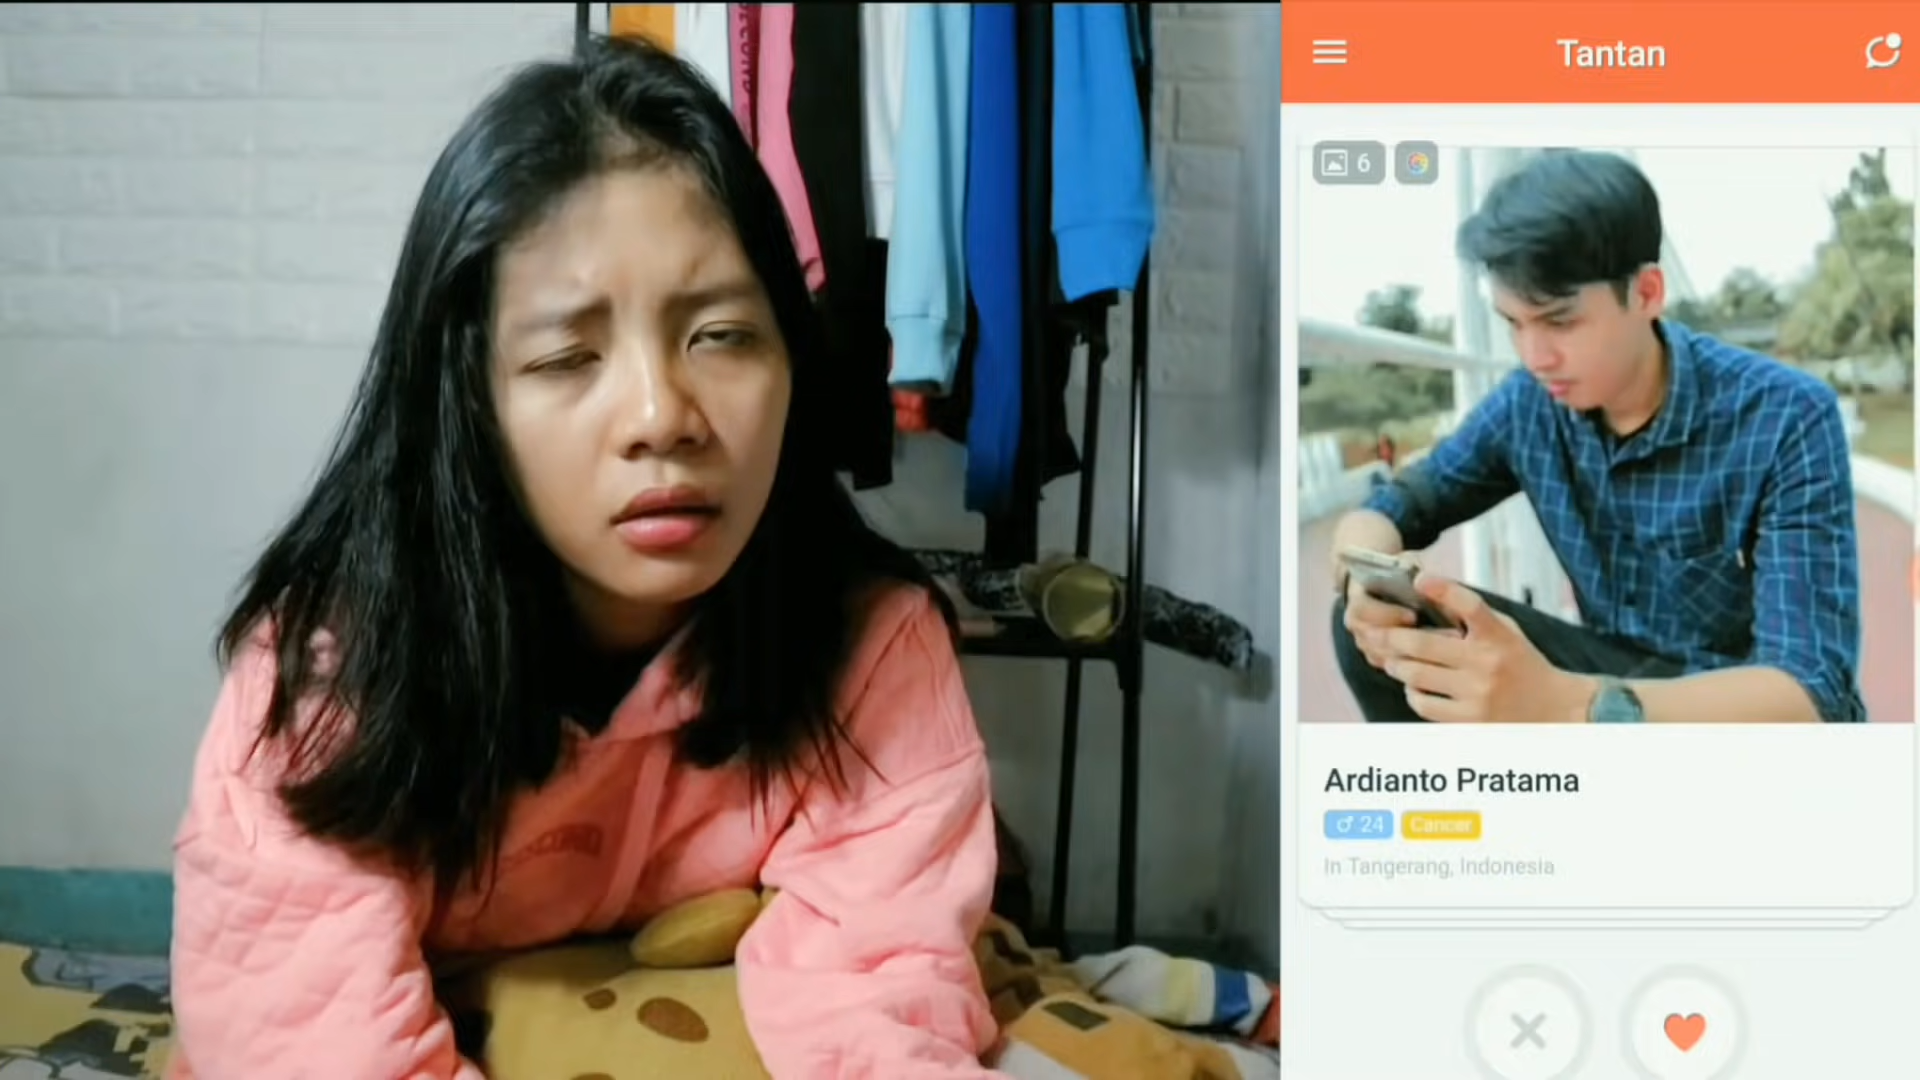 Tantan
6
Ardianto Pratama
♂ 24 Cancer
In Tangerang, Indonesia